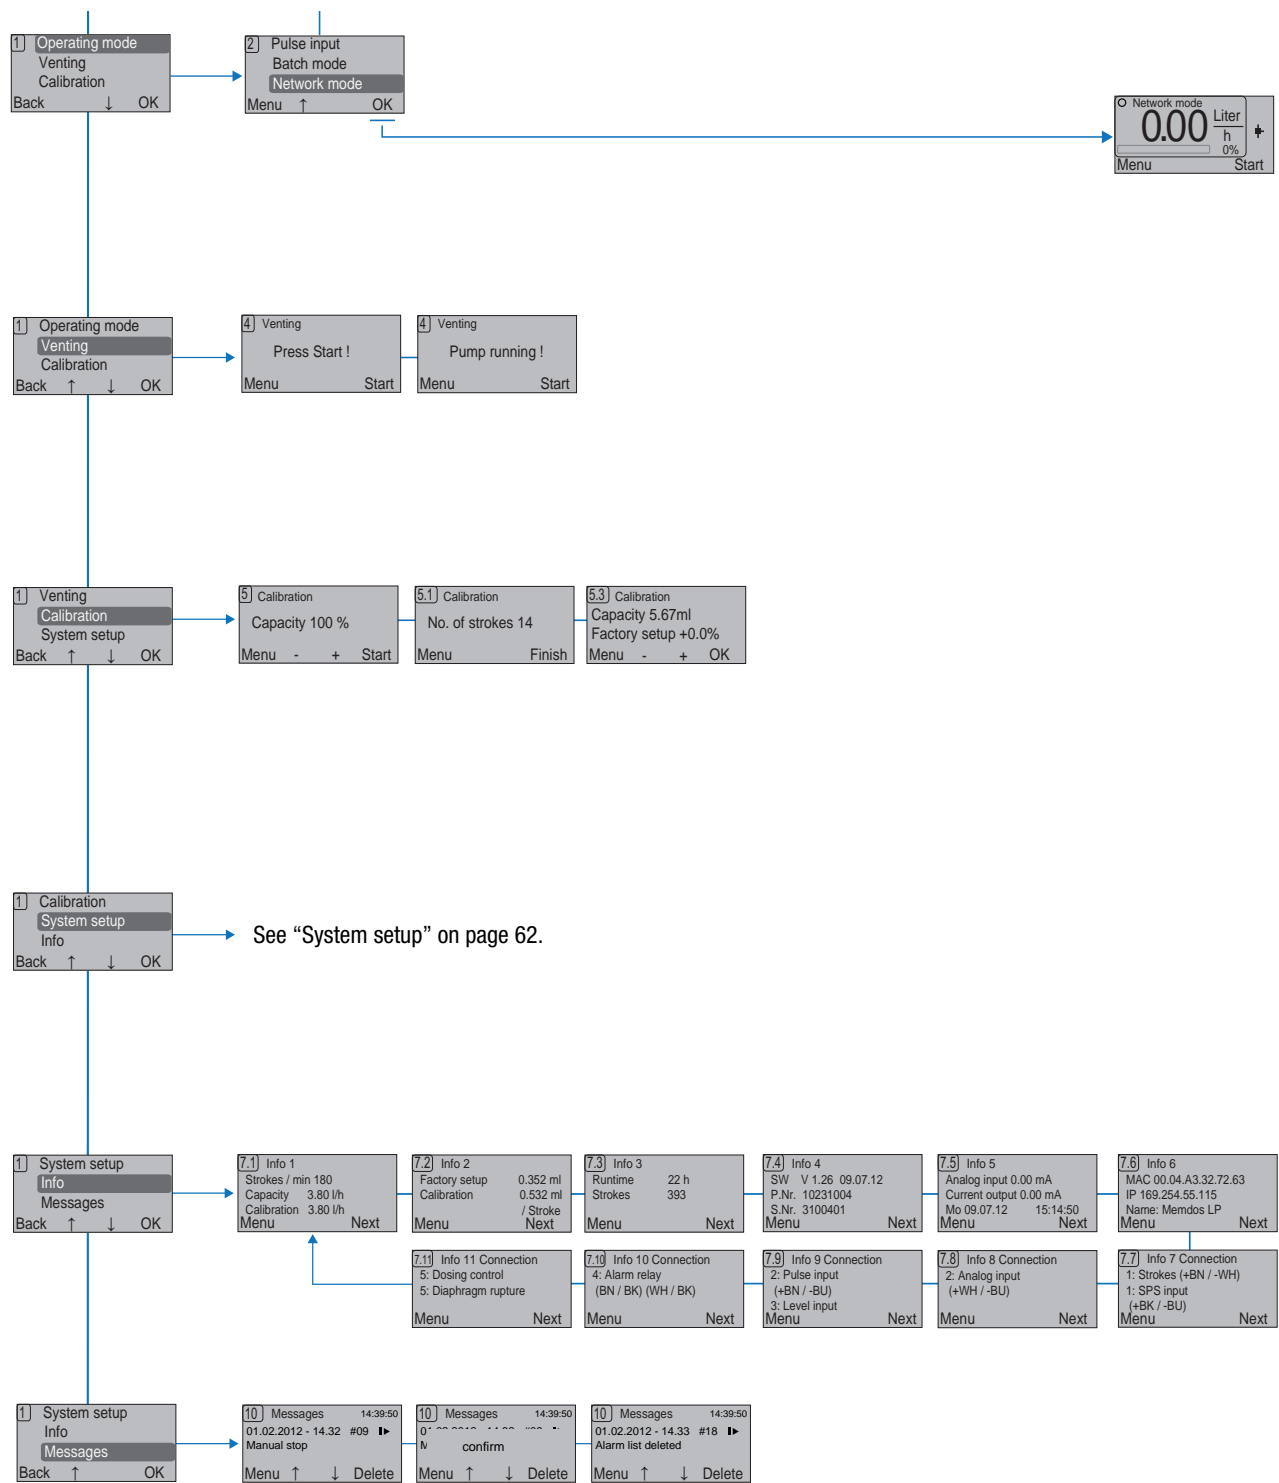 1 Operating mode
Venting
Calibration
Back ↓ OK
2 Pulse input
Batch mode
Network mode
Menu ↑ OK
Network mode
0.00 Liter
h
0%
Menu Start
1 Operating mode
Venting
Calibration
Back ↑ ↓ OK
4 Venting
Press Start !
Menu Start
4 Venting
Pump running !
Menu Start
1 Venting
Calibration
System setup
Back ↑ ↓ OK
5 Calibration
Capacity 100 %
Menu - + Start
5.1 Calibration
No. of strokes 14
Menu Finish
5.3 Calibration
Capacity 5.67ml
Factory setup +0.0%
Menu - + OK
1 Calibration
System setup
Info
Back ↑ ↓ OK
See “System setup” on page 62.
1 System setup
Info
Messages
Back ↑ ↓ OK
7.1 Info 1
Strokes / min 180
Capacity 3.80 l/h
Calibration 3.80 l/h
Menu Next
7.2 Info 2
Factory setup 0.352 ml
Calibration 0.532 ml
/ Stroke
Menu Next
7.3 Info 3
Runtime 22 h
Strokes 393
Menu Next
7.4 Info 4
SW V 1.26 09.07.12
P.Nr. 10231004
S.Nr. 3100401
Menu Next
7.5 Info 5
Analog input 0.00 mA
Current output 0.00 mA
Mo 09.07.12 15:14:50
Menu Next
7.6 Info 6
MAC 00.04.A3.32.72.63
IP 169.254.55.115
Name: Memdos LP
Menu Next
7.11 Info 11 Connection
5: Dosing control
5: Diaphragm rupture
Menu Next
7.10 Info 10 Connection
4: Alarm relay
(BN / BK) (WH / BK)
Menu Next
7.9 Info 9 Connection
2: Pulse input
(+BN / -BU)
3: Level input
Menu Next
7.8 Info 8 Connection
2: Analog input
(+WH / -BU)
Menu Next
7.7 Info 7 Connection
1: Strokes (+BN / -WH)
1: SPS input
(+BK / -BU)
Menu Next
1 System setup
Info
Messages
Back ↑ OK
10 Messages 14:39:50
01.02.2012 - 14.32 #09
Manual stop
Menu ↑ ↓ Delete
10 Messages 14:39:50
confirm
Menu ↑ ↓ Delete
10 Messages 14:39:50
01.02.2012 - 14.33 #18
Alarm list deleted
Menu ↑ ↓ Delete